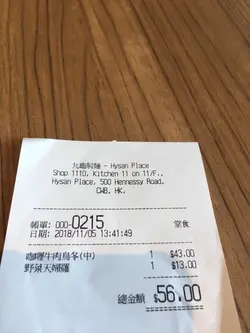 丸龜製麵 - Hysan Place
Shop 1110, Kitchen 11 on 11/F.,
Hysan Place, 500 Hennessy Road,
CWB, HK.
帳單: 000-0215 堂食
日期: 2018/11/05 13:41:49
咖喱牛肉烏冬(中) 1 $43.00
野菜天婦羅 1 $13.00
總金額 $56.00